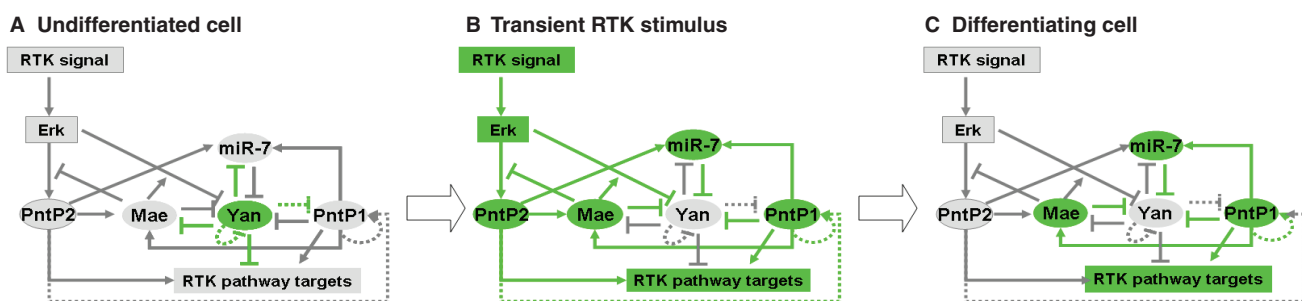 A Undifferentiated cell
RTK signal
Erk
miR-7
PntP2
Mae
Yan
PntP1
RTK pathway targets
B Transient RTK stimulus
RTK signal
Erk
miR-7
PntP2
Mae
Yan
PntP1
RTK pathway targets
C Differentiating cell
RTK signal
Erk
miR-7
PntP2
Mae
Yan
PntP1
RTK pathway targets